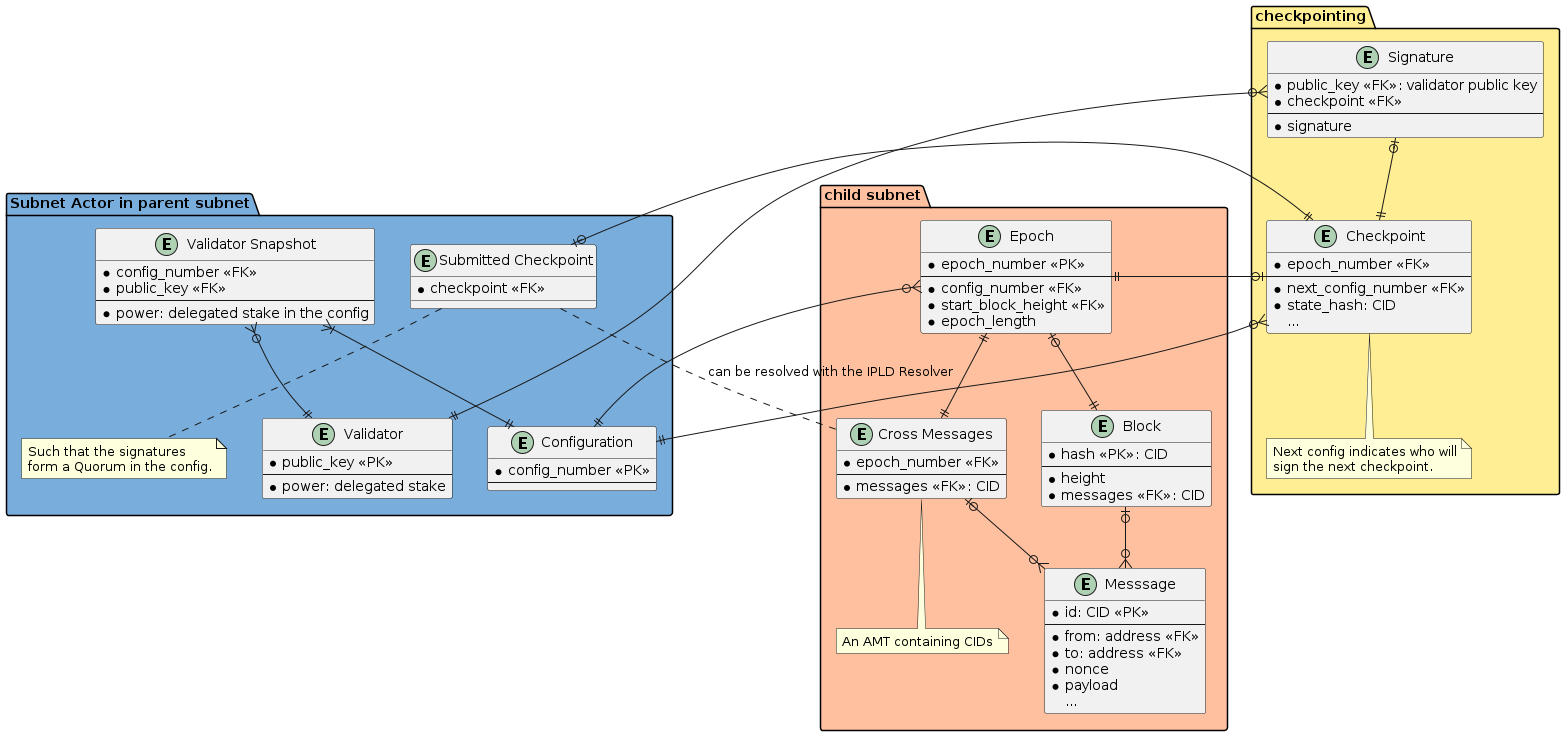 checkpointing
E Signature
public_key «FK»: validator public key
checkpoint «FK»
signature
Subnet Actor in parent subnet
E Validator Snapshot
config_number «FK»
public_key «FK»
power: delegated stake in the config
E Submitted Checkpoint
checkpoint «FK»
child subnet
E Epoch
epoch_number «PK»
config_number «FK»
start_block_height «FK»
epoch_length
E Checkpoint
epoch_number «FK»
next_config_number «FK»
state_hash: CID
...
can be resolved with the IPLD Resolver
Such that the signatures
form a Quorum in the config.
E Validator
public_key «PK»
power: delegated stake
E Configuration
config_number «PK»
E Cross Messages
epoch_number «FK»
messages «FK»: CID
E Block
hash «PK»: CID
height
messages «FK»: CID
Next config indicates who will
sign the next checkpoint.
An AMT containing CIDs
E Messsage
id: CID «PK»
from: address «FK»
to: address «FK»
nonce
payload
...